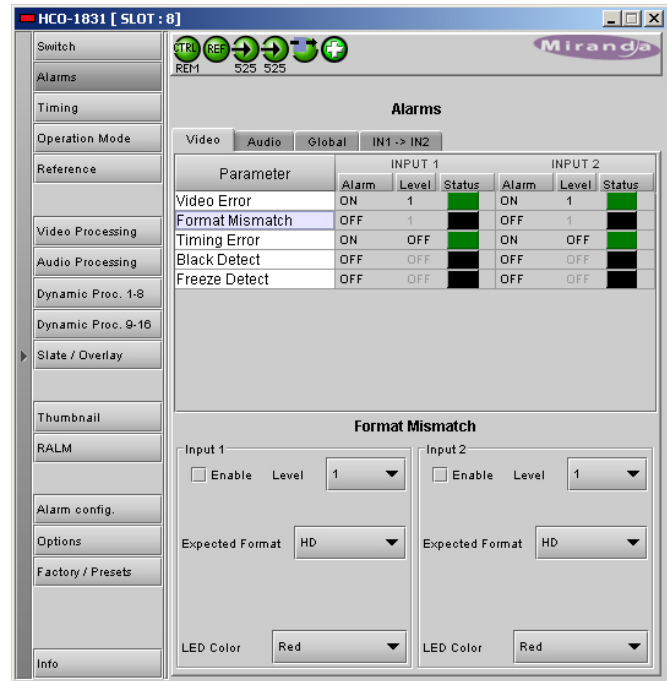 HCO-1831 [ SLOT : 8]
Switch
Alarms
Timing
Operation Mode
Reference
Video Processing
Audio Processing
Dynamic Proc. 1-8
Dynamic Proc. 9-16
Slate / Overlay
Thumbnail
RALM
Alarm config.
Options
Factory / Presets
Info
CTRL REF
REM 525 525
Miranda
Alarms
Video Audio Global IN1 -> IN2
Parameter INPUT 1 INPUT 2
Alarm Level Status Alarm Level Status
Video Error ON 1 ON 1
Format Mismatch OFF 1 OFF 1
Timing Error ON OFF ON OFF
Black Detect OFF OFF OFF OFF
Freeze Detect OFF OFF OFF OFF
Format Mismatch
Input 1
Enable Level 1
Expected Format HD
LED Color Red
Input 2
Enable Level 1
Expected Format HD
LED Color Red